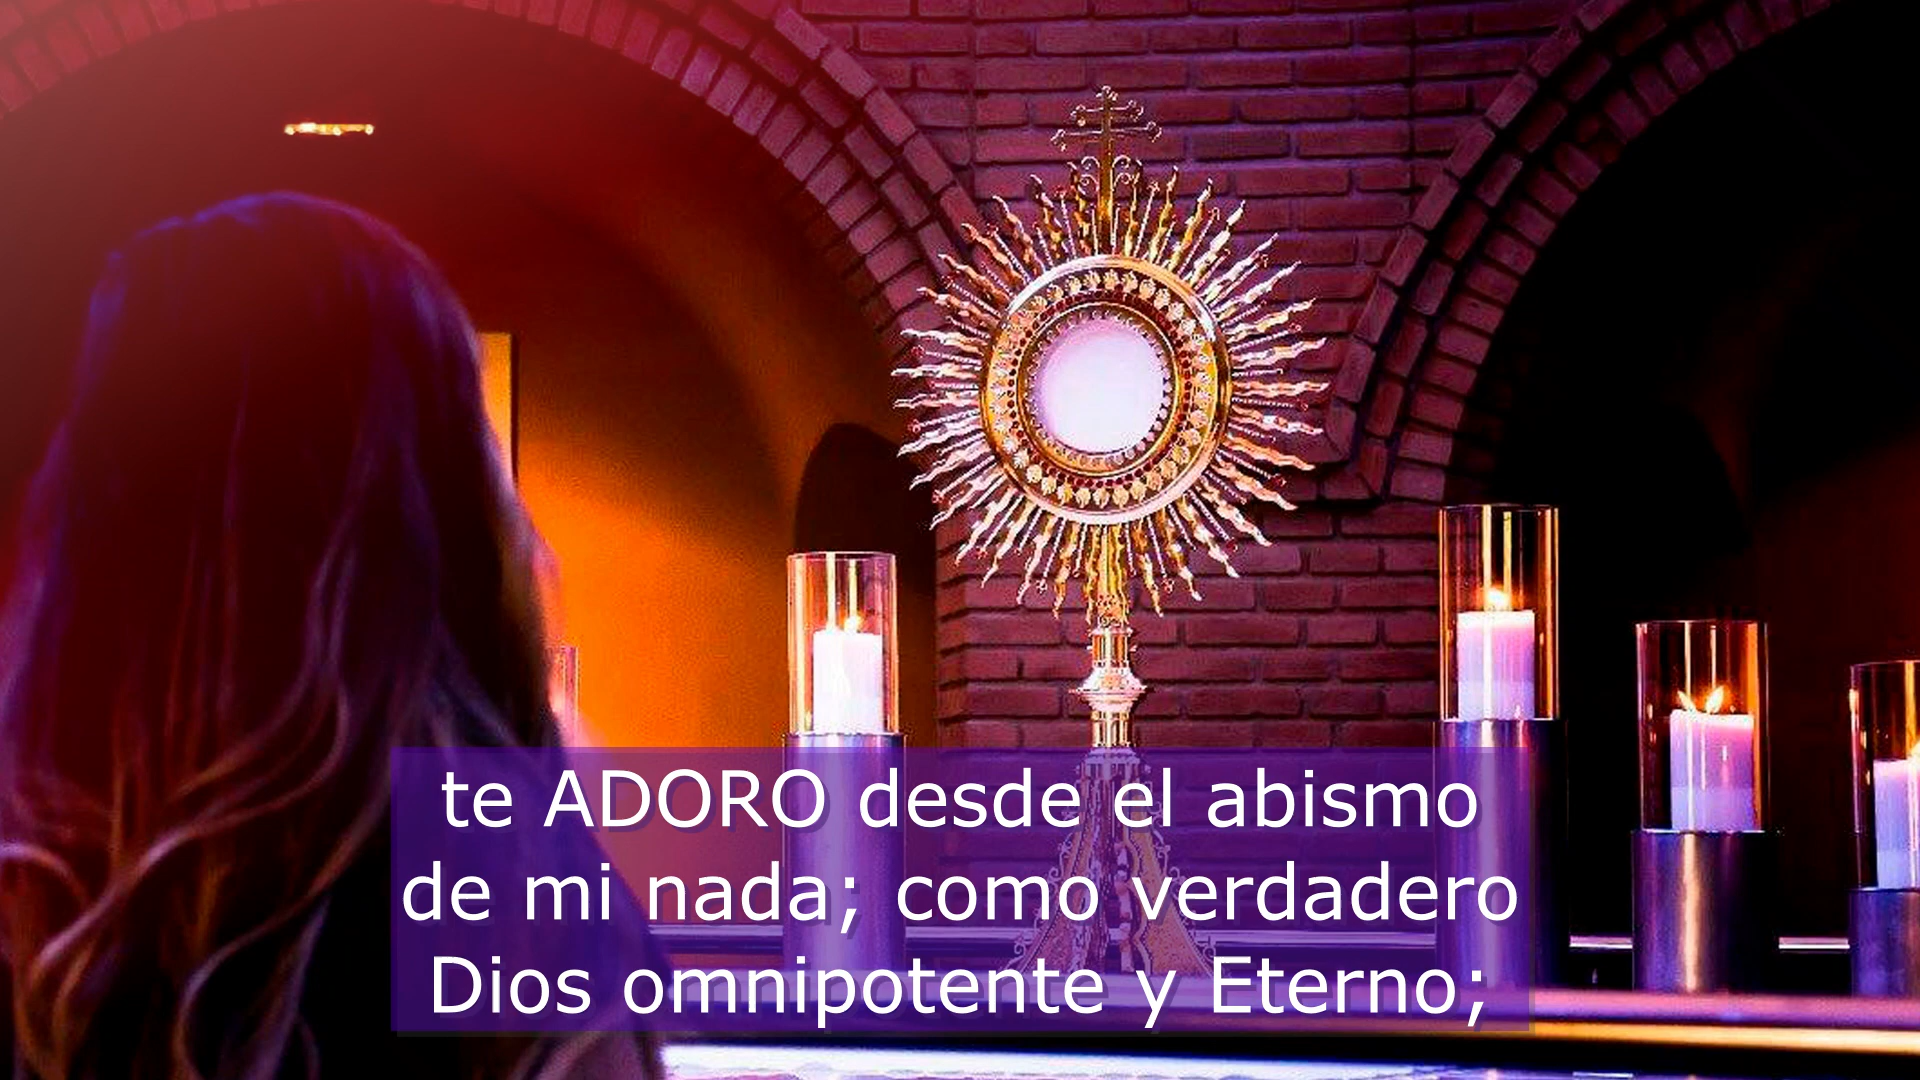 te ADORO desde el abismo
de mi nada; como verdadero
Dios omnipotente y Eterno;